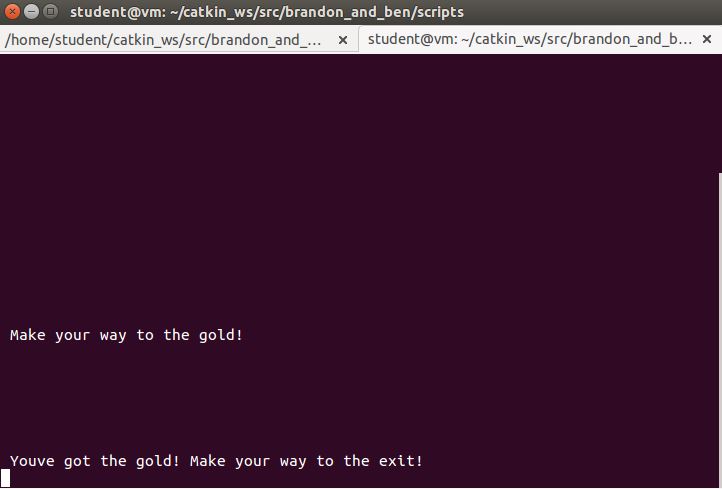 student@vm: ~/catkin_ws/src/brandon_and_ben/scripts
/home/student/catkin_ws/src/brandon_and_... student@vm: ~/catkin_ws/src/brandon_and_b...
Make your way to the gold!
Youve got the gold! Make your way to the exit!